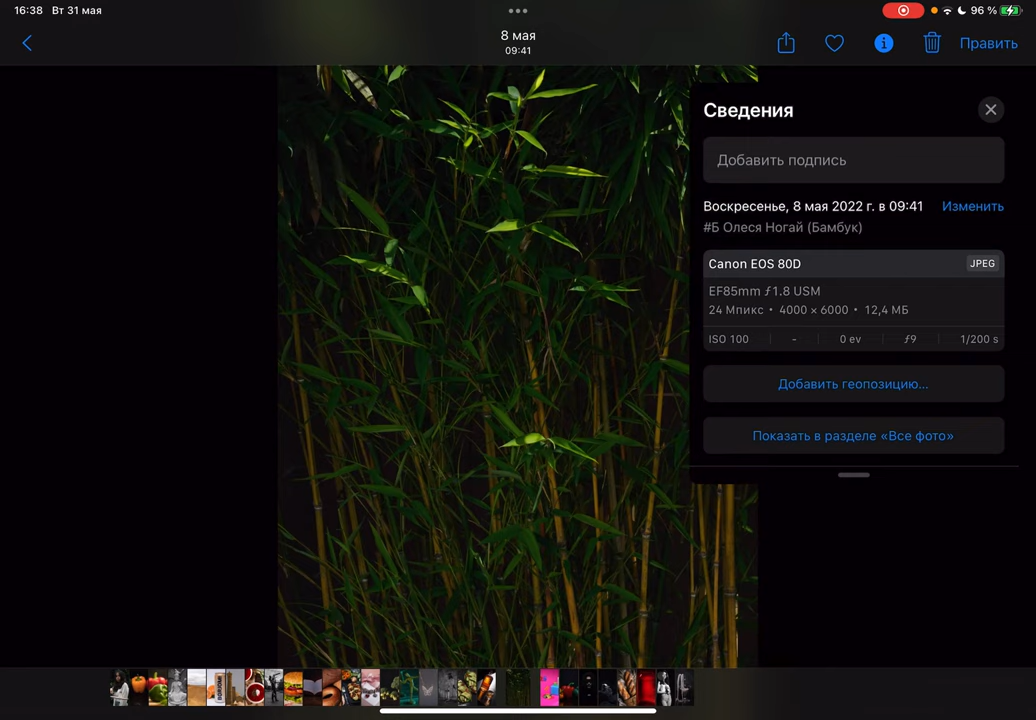 16:38 Вт 31 мая
96 %
8 мая
09:41
Править
Сведения
Добавить подпись
Воскресенье, 8 мая 2022 г. в 09:41 Изменить
#Б Олеся Ногай (Бамбук)
Canon EOS 80D JPEG
EF85mm ƒ1.8 USM
24 Мпикс • 4000 × 6000 • 12,4 МБ
ISO 100 - 0 ev ƒ9 1/200 s
Добавить геопозицию...
Показать в разделе «Все фото»